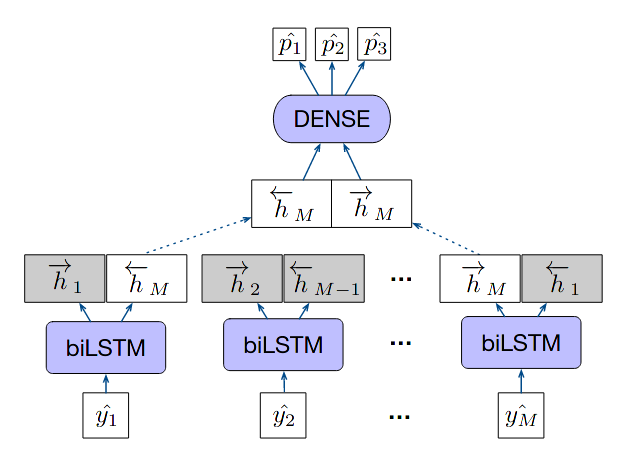 $\hat{p_1}$ $\hat{p_2}$ $\hat{p_3}$
DENSE
$\overleftarrow{h}_M$ $\overrightarrow{h}_M$
$\overrightarrow{h}_1$ $\overleftarrow{h}_M$ $\overrightarrow{h}_2$ $\overleftarrow{h}_{M-1}$ ... $\overrightarrow{h}_M$ $\overleftarrow{h}_1$
biLSTM biLSTM ... biLSTM
$\hat{y_1}$ $\hat{y_2}$ ... $\hat{y_M}$